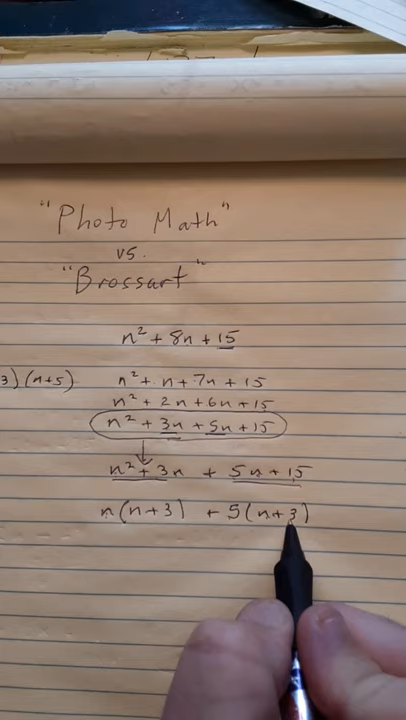 "Photo Math"
vs.
"Brossart"
n² + 8n + 15
3)(n+5)
n² + n + 7n + 15
n² + 2n + 6n + 15
n² + 3n + 5n + 15
n² + 3n + 5n + 15
n(n+3) + 5(n+3)